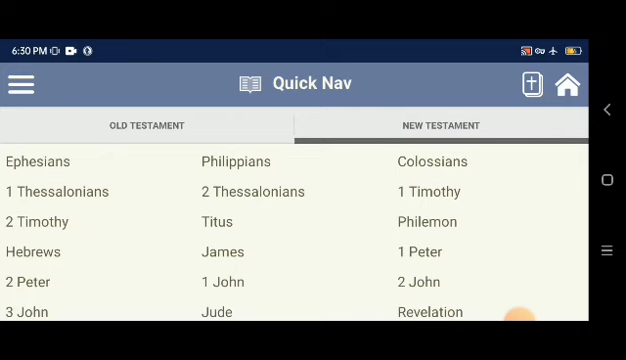 6:30 PM
Quick Nav
OLD TESTAMENT NEW TESTAMENT
Ephesians Philippians Colossians
1 Thessalonians 2 Thessalonians 1 Timothy
2 Timothy Titus Philemon
Hebrews James 1 Peter
2 Peter 1 John 2 John
3 John Jude Revelation